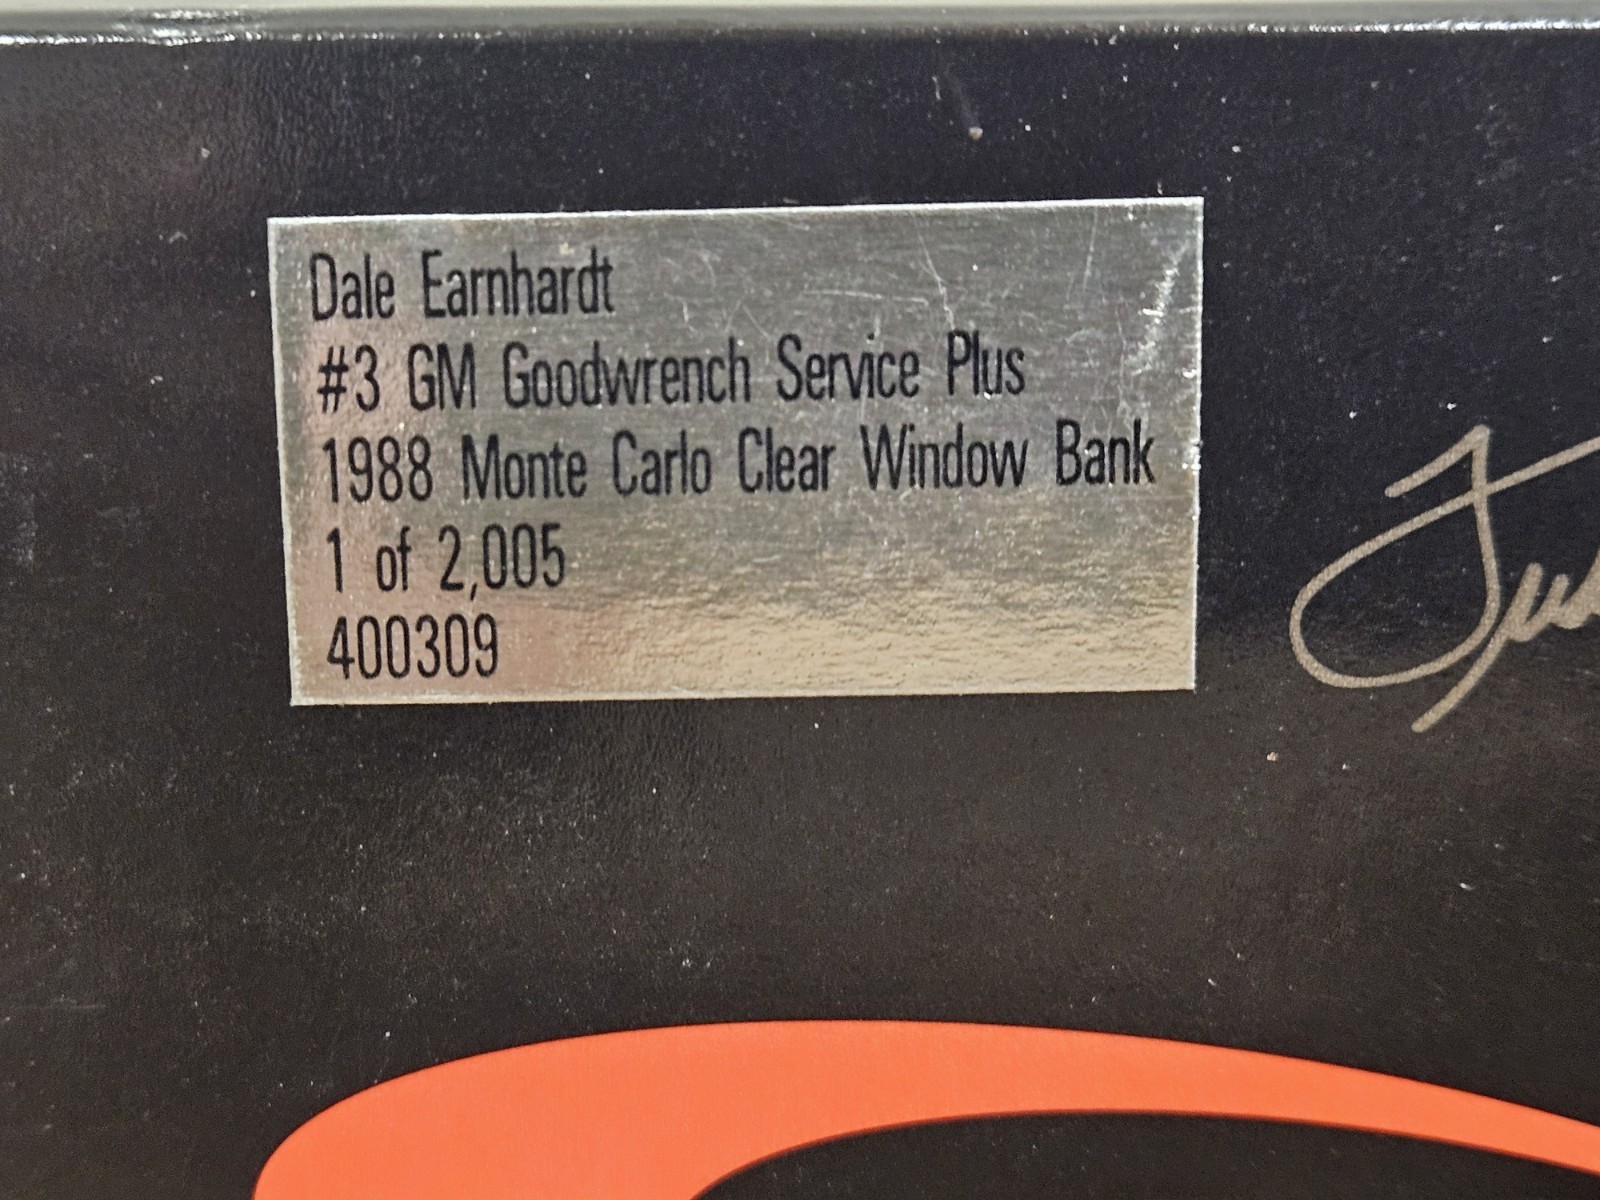 Dale Earnhardt
#3 GM Goodwrench Service Plus
1988 Monte Carlo Clear Window Bank
1 of 2,005
400309